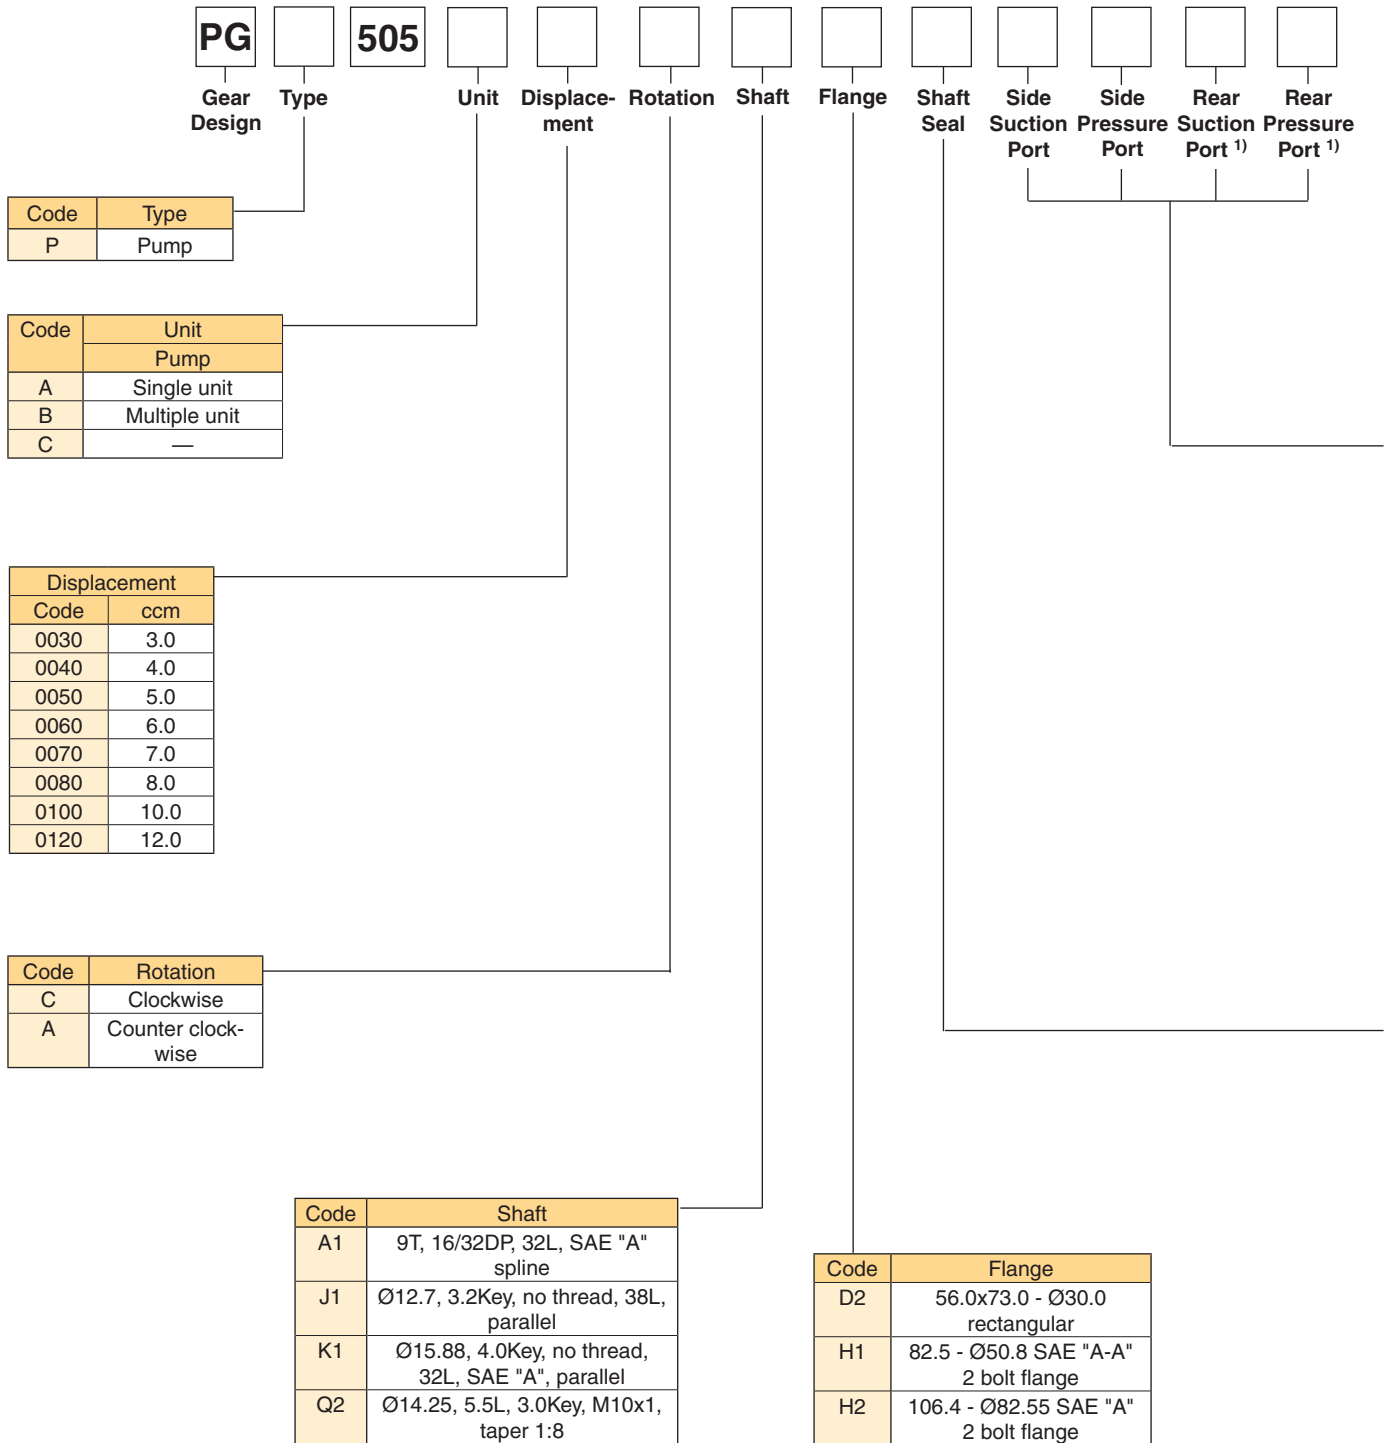 PG 505
Gear Design
Type
Unit
Displace-
ment
Rotation
Shaft
Flange
Shaft
Seal
Side
Suction
Port
Side
Pressure
Port
Rear
Suction
Port 1)
Rear
Pressure
Port 1)
Code Type
P Pump
Code Unit
Pump
A Single unit
B Multiple unit
C —
Displacement
Code ccm
0030 3.0
0040 4.0
0050 5.0
0060 6.0
0070 7.0
0080 8.0
0100 10.0
0120 12.0
Code Rotation
C Clockwise
A Counter clock-
wise
Code Shaft
A1 9T, 16/32DP, 32L, SAE "A"
spline
J1 Ø12.7, 3.2Key, no thread, 38L,
parallel
K1 Ø15.88, 4.0Key, no thread,
32L, SAE "A", parallel
Q2 Ø14.25, 5.5L, 3.0Key, M10x1,
taper 1:8
Code Flange
D2 56.0x73.0 - Ø30.0
rectangular
H1 82.5 - Ø50.8 SAE "A-A"
2 bolt flange
H2 106.4 - Ø82.55 SAE "A"
2 bolt flange